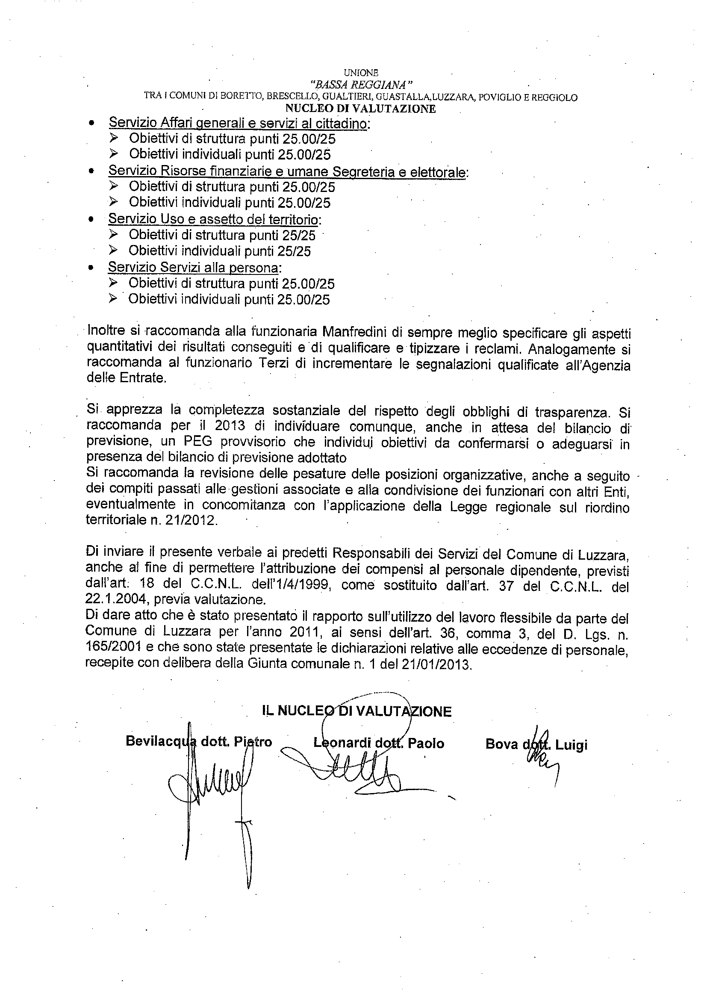 UNIONE
"BASSA REGGIANA"
TRA I COMUNI DI BORETTO, BRESCELLO, GUALTIERI, GUASTALLA,LUZZARA, POVIGLIO E REGGIOLO
NUCLEO DI VALUTAZIONE
• Servizio Affari generali e servizi al cittadino:
➢ Obiettivi di struttura punti 25.00/25
➢ Obiettivi individuali punti 25.00/25
• Servizio Risorse finanziarie e umane Segreteria e elettorale:
➢ Obiettivi di struttura punti 25.00/25
➢ Obiettivi individuali punti 25.00/25
• Servizio Uso e assetto del territorio:
➢ Obiettivi di struttura punti 25/25
➢ Obiettivi individuali punti 25/25
• Servizio Servizi alla persona:
➢ Obiettivi di struttura punti 25.00/25
➢ Obiettivi individuali punti 25.00/25
Inoltre si raccomanda alla funzionaria Manfredini di sempre meglio specificare gli aspetti
quantitativi dei risultati conseguiti e di qualificare e tipizzare i reclami. Analogamente si
raccomanda al funzionario Terzi di incrementare le segnalazioni qualificate all'Agenzia
delle Entrate.
Si apprezza la completezza sostanziale del rispetto degli obblighi di trasparenza. Si
raccomanda per il 2013 di individuare comunque, anche in attesa del bilancio di
previsione, un PEG provvisorio che individui obiettivi da confermarsi o adeguarsi in
presenza del bilancio di previsione adottato
Si raccomanda la revisione delle pesature delle posizioni organizzative, anche a seguito
dei compiti passati alle gestioni associate e alla condivisione dei funzionari con altri Enti,
eventualmente in concomitanza con l'applicazione della Legge regionale sul riordino
territoriale n. 21/2012.
Di inviare il presente verbale ai predetti Responsabili dei Servizi del Comune di Luzzara,
anche al fine di permettere l'attribuzione dei compensi al personale dipendente, previsti
dall'art. 18 del C.C.N.L. dell'1/4/1999, come sostituito dall'art. 37 del C.C.N.L. del
22.1.2004, previa valutazione.
Di dare atto che è stato presentato il rapporto sull'utilizzo del lavoro flessibile da parte del
Comune di Luzzara per l'anno 2011, ai sensi dell'art. 36, comma 3, del D. Lgs. n.
165/2001 e che sono state presentate le dichiarazioni relative alle eccedenze di personale,
recepite con delibera della Giunta comunale n. 1 del 21/01/2013.
IL NUCLEO DI VALUTAZIONE
Bevilacqua dott. Pietro Leonardi dott. Paolo Bova dott. Luigi